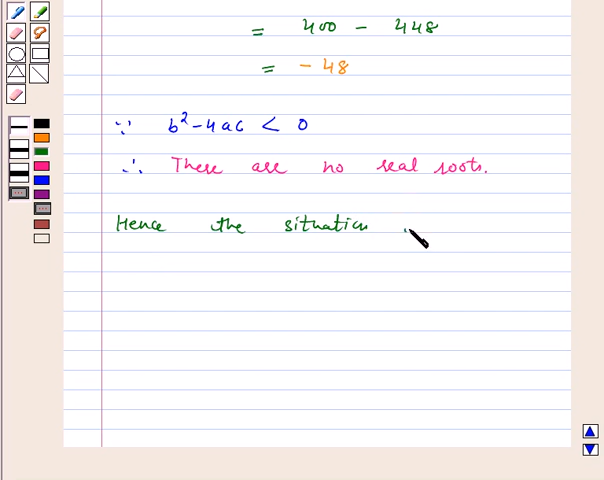 = 400 - 448
= - 48
∵ b²-4ac < 0
∴ There are no real roots.
Hence the situation